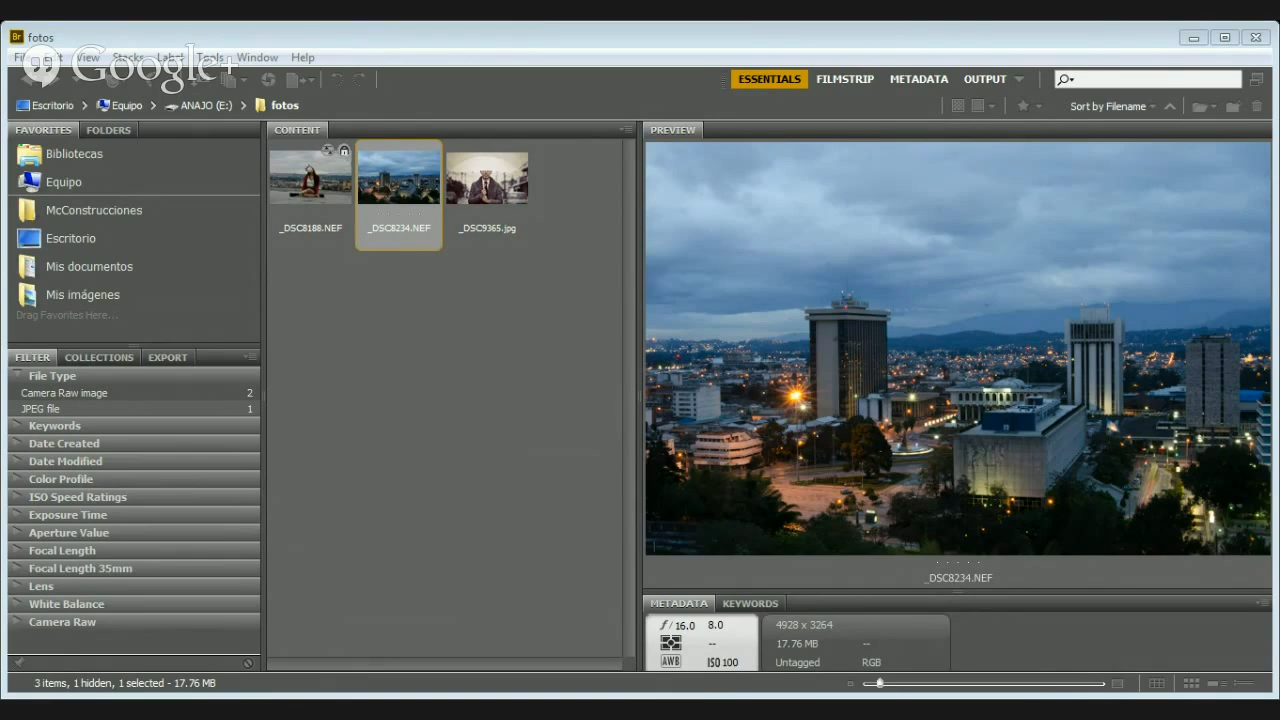 Br fotos
File Edit View Stacks Label Tools Window Help
Google+
ESSENTIALS FILMSTRIP METADATA OUTPUT
Escritorio Equipo ANAJO (E:) fotos
Sort by Filename
FAVORITES FOLDERS
Bibliotecas
Equipo
McConstrucciones
Escritorio
Mis documentos
Mis imágenes
Drag Favorites Here...
FILTER COLLECTIONS EXPORT
File Type
Camera Raw image 2
JPEG file 1
Keywords
Date Created
Date Modified
Color Profile
ISO Speed Ratings
Exposure Time
Aperture Value
Focal Length
Focal Length 35mm
Lens
White Balance
Camera Raw
CONTENT
_DSC8188.NEF _DSC8234.NEF _DSC9365.jpg
PREVIEW
_DSC8234.NEF
METADATA KEYWORDS
f/16.0 8.0
--
AWB ISO 100
4928 x 3264
17.76 MB --
Untagged RGB
3 items, 1 hidden, 1 selected - 17.76 MB